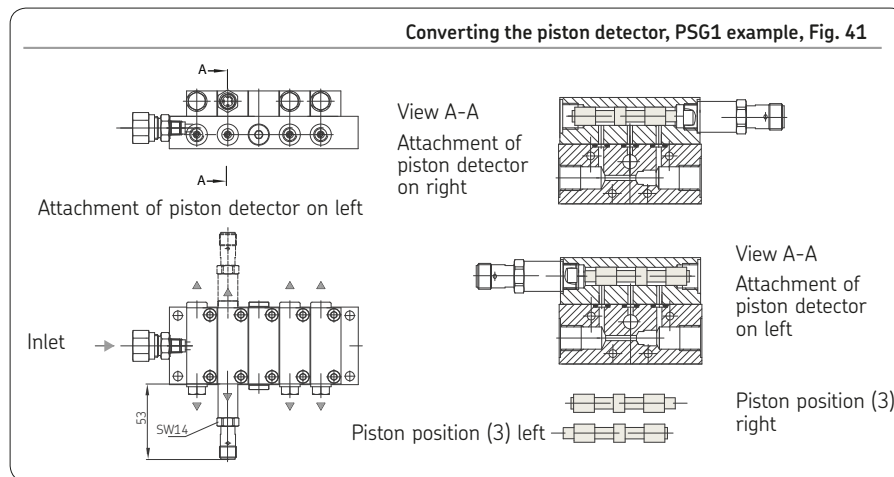 Converting the piston detector, PSG1 example, Fig. 41
A
View A-A
Attachment of
piston detector
on right
A
Attachment of piston detector on left
View A-A
Attachment of
piston detector
on left
Inlet
53
SW14
Piston position (3)
right
Piston position (3) left